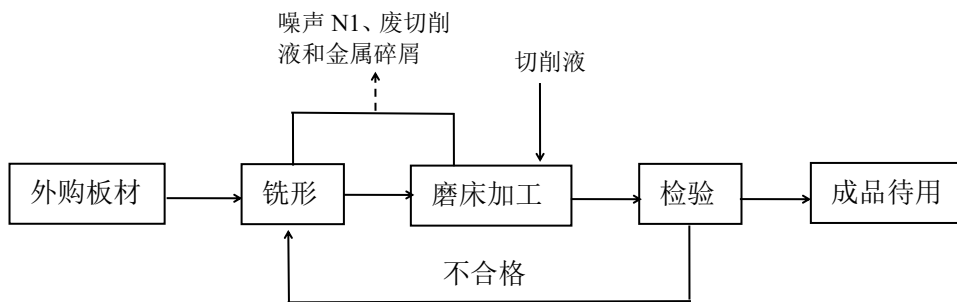 噪声 N1、废切削
液和金属碎屑
切削液
外购板材
铣形
磨床加工
检验
成品待用
不合格